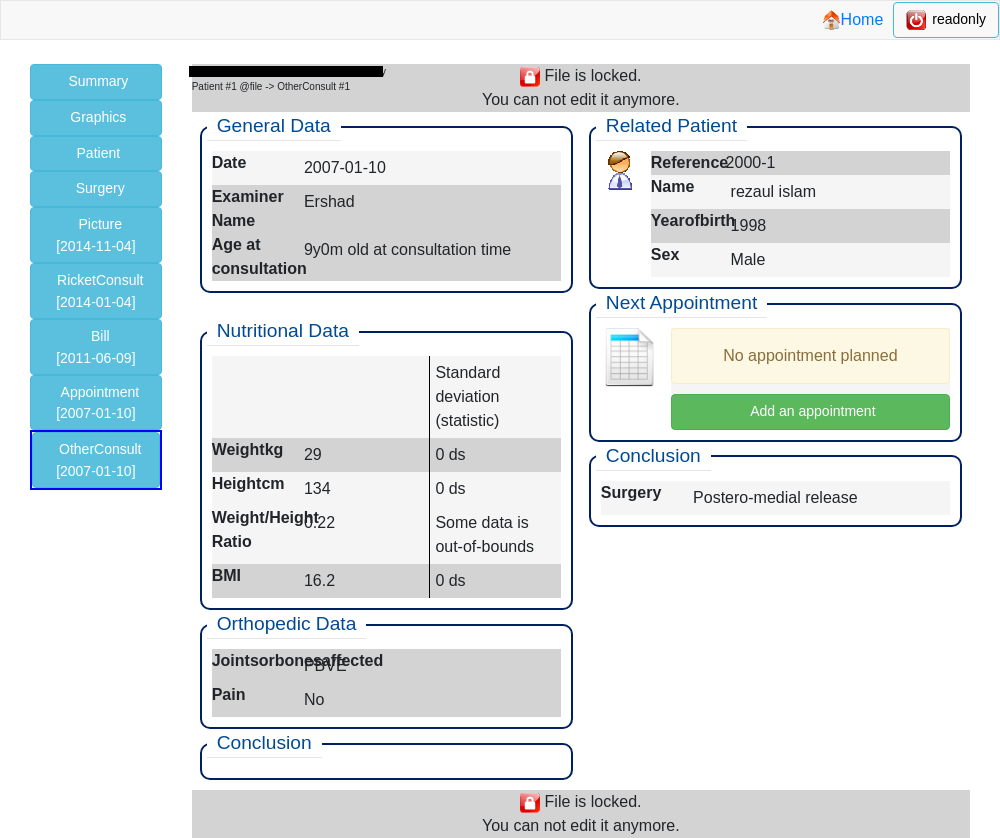 Home
readonly
Summary
Graphics
Patient
Surgery
Picture
[2014-11-04]
RicketConsult
[2014-01-04]
Bill
[2011-06-09]
Appointment
[2007-01-10]
OtherConsult
[2007-01-10]
Patient #1 @file -> OtherConsult #1
File is locked.
You can not edit it anymore.
General Data
Date 2007-01-10
Examiner Name Ershad
Age at consultation 9y0m old at consultation time
Nutritional Data
Standard
deviation
(statistic)
Weightkg 29 0 ds
Heightcm 134 0 ds
Weight/Height 0.22 Some data is
Ratio out-of-bounds
BMI 16.2 0 ds
Orthopedic Data
Jointsorbonesaffected PBVE
Pain No
Conclusion
Related Patient
Reference 2000-1
Name rezaul islam
Yearofbirth 1998
Sex Male
Next Appointment
No appointment planned
Add an appointment
Conclusion
Surgery Postero-medial release
File is locked.
You can not edit it anymore.